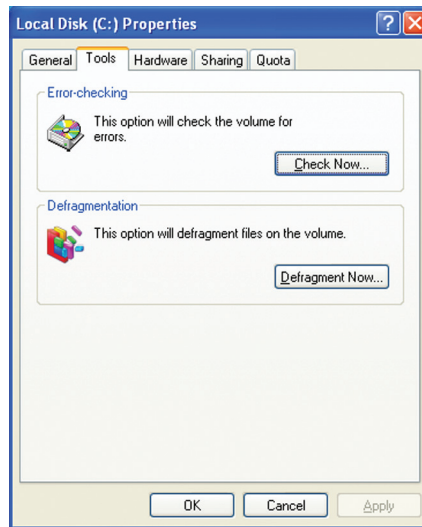 Local Disk (C:) Properties
General Tools Hardware Sharing Quota
Error-checking
This option will check the volume for
errors.
Check Now...
Defragmentation
This option will defragment files on the volume.
Defragment Now...
OK Cancel Apply